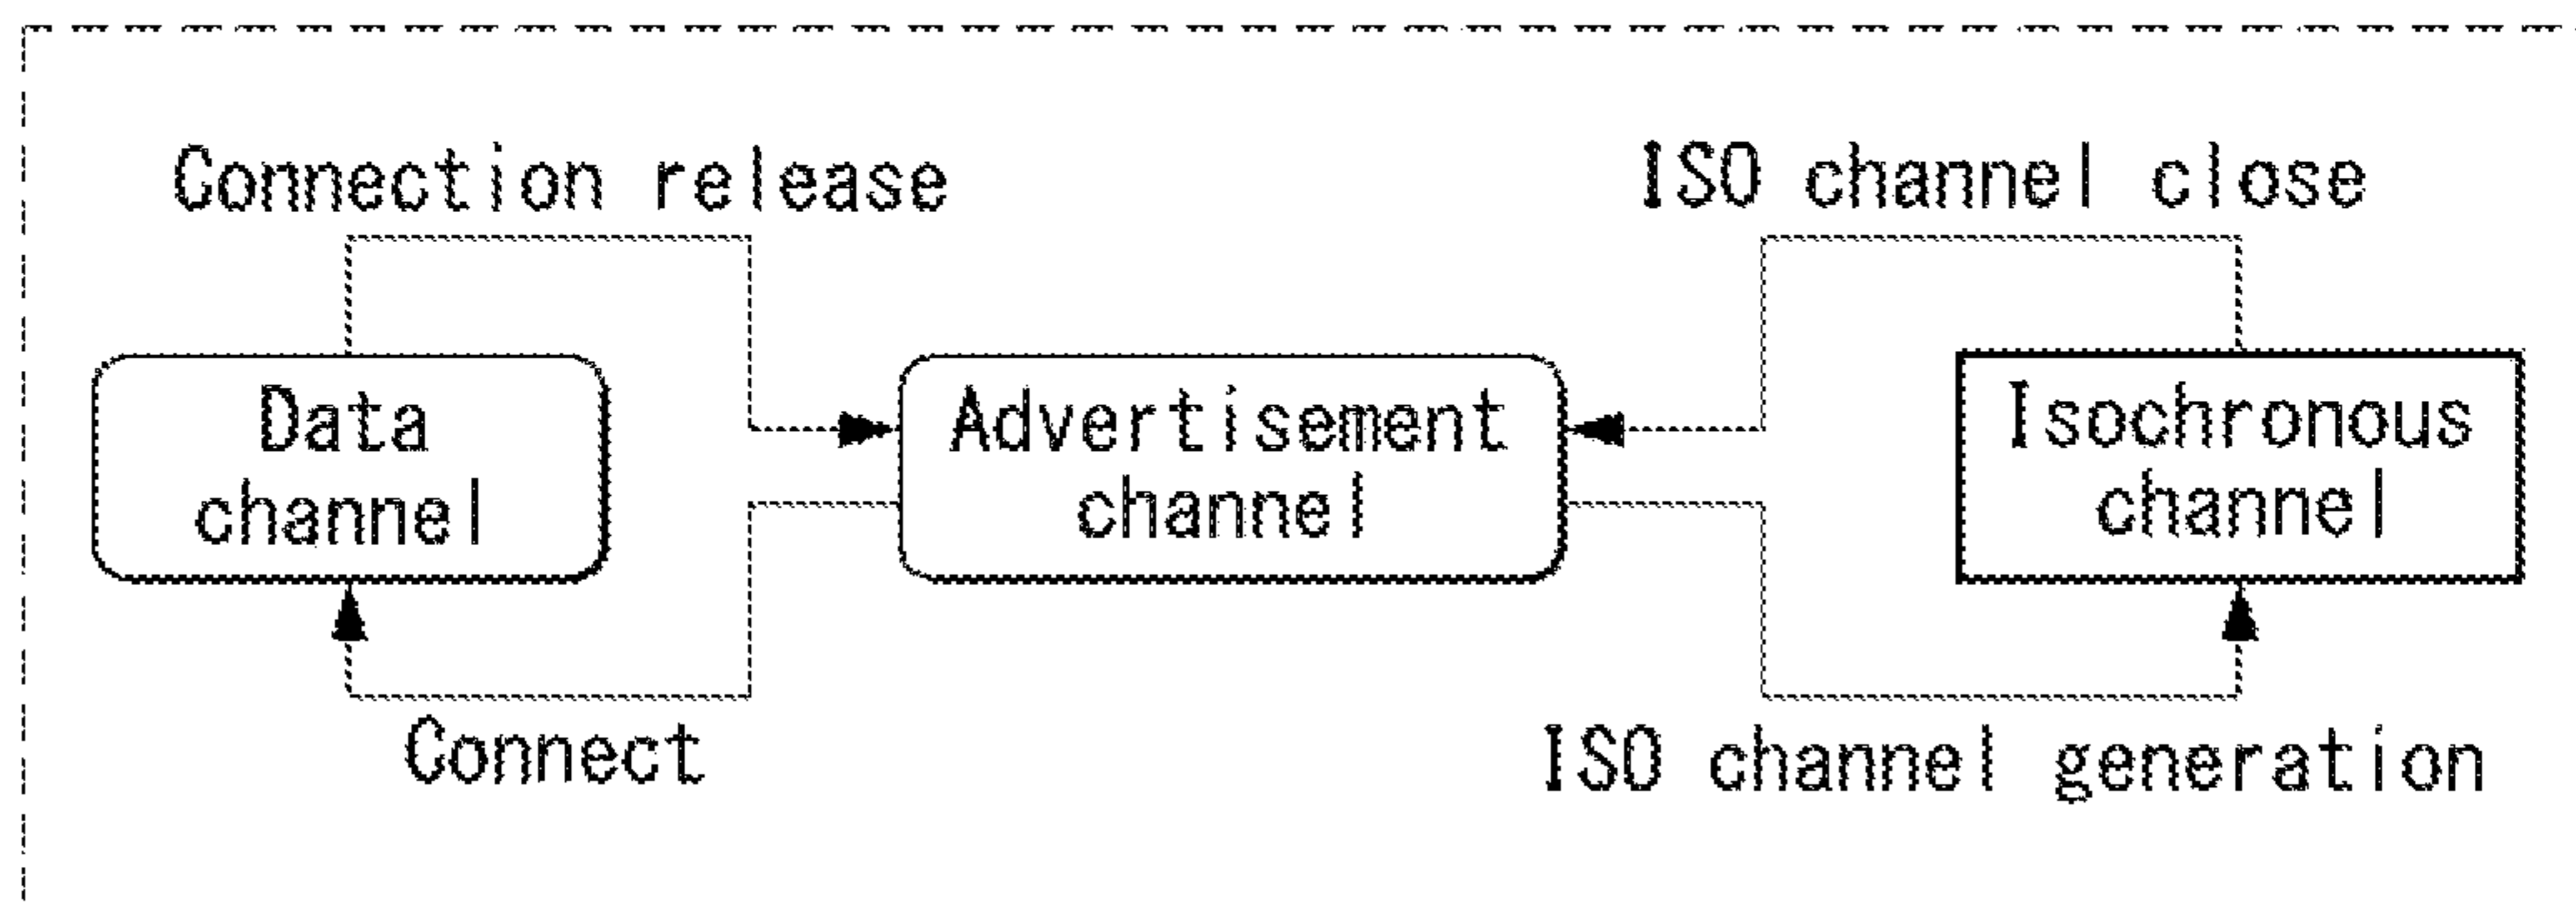 Connection release
ISO channel close
Data
channel
Advertisement
channel
Isochronous
channel
Connect
ISO channel generation